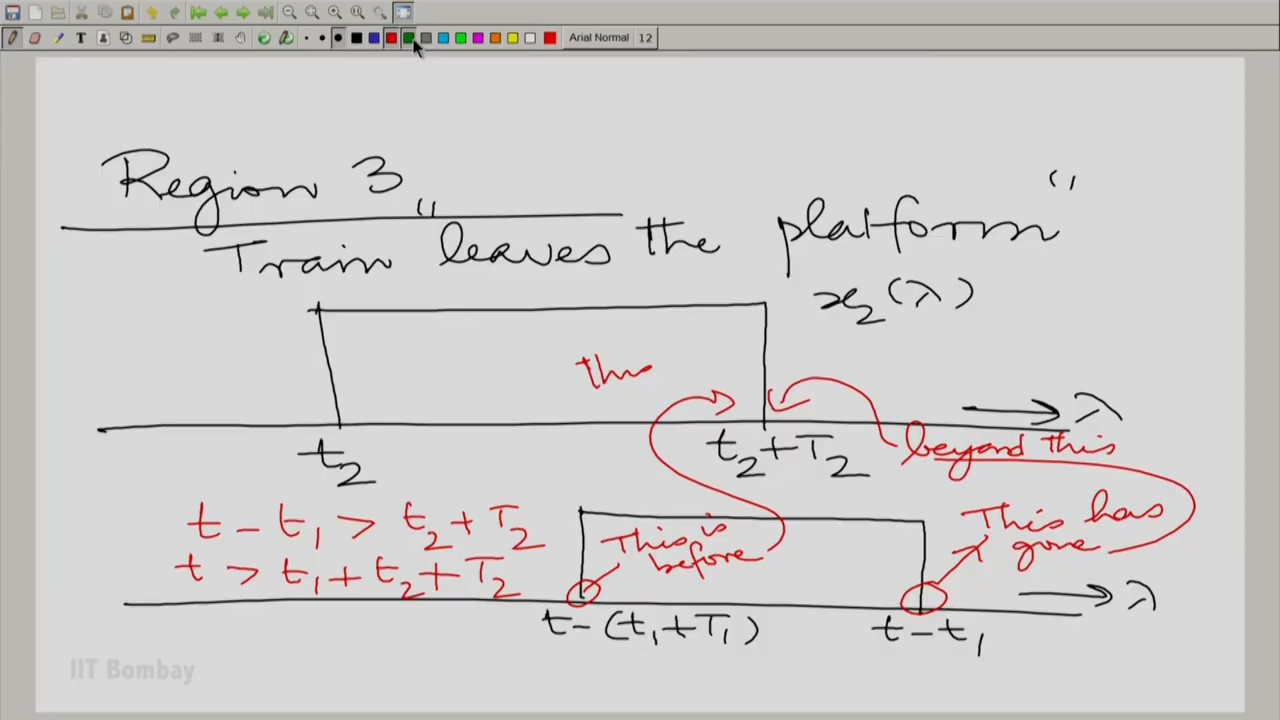 Arial Normal 12
Region 3
"Train leaves the platform"
x₂(λ)
this
λ
t₂
t₂+T₂
beyond this
t - t₁ > t₂ + T₂
This is before
This has gone
t > t₁ + t₂ + T₂
λ
t-(t₁+T₁)
t-t₁
IIT Bombay